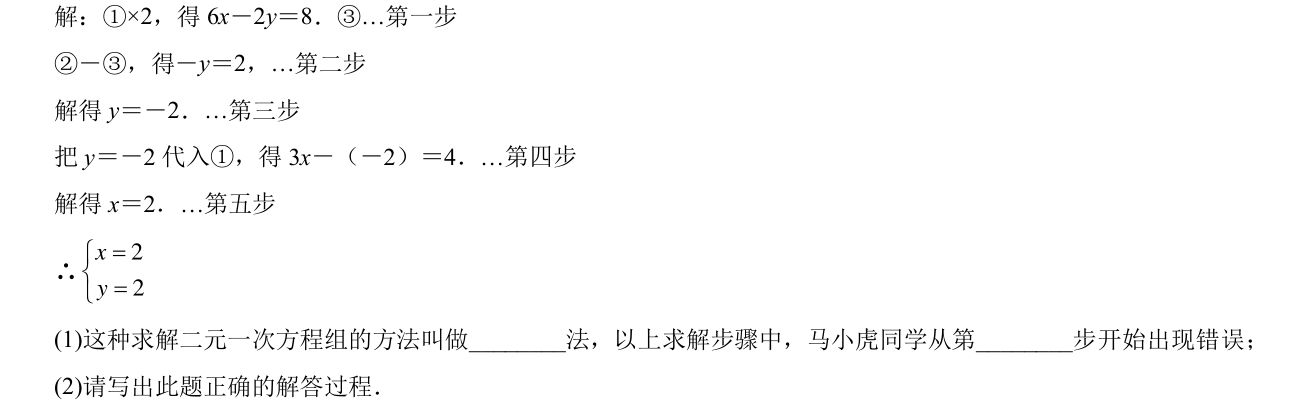 解：①×2，得 6x－2y＝8．③…第一步
②－③，得－y＝2，…第二步
解得 y＝－2．…第三步
把 y＝－2 代入①，得 3x－（－2）＝4．…第四步
解得 x＝2．…第五步
∴{x = 2
y = 2
(1)这种求解二元一次方程组的方法叫做________法，以上求解步骤中，马小虎同学从第________步开始出现错误；
(2)请写出此题正确的解答过程．